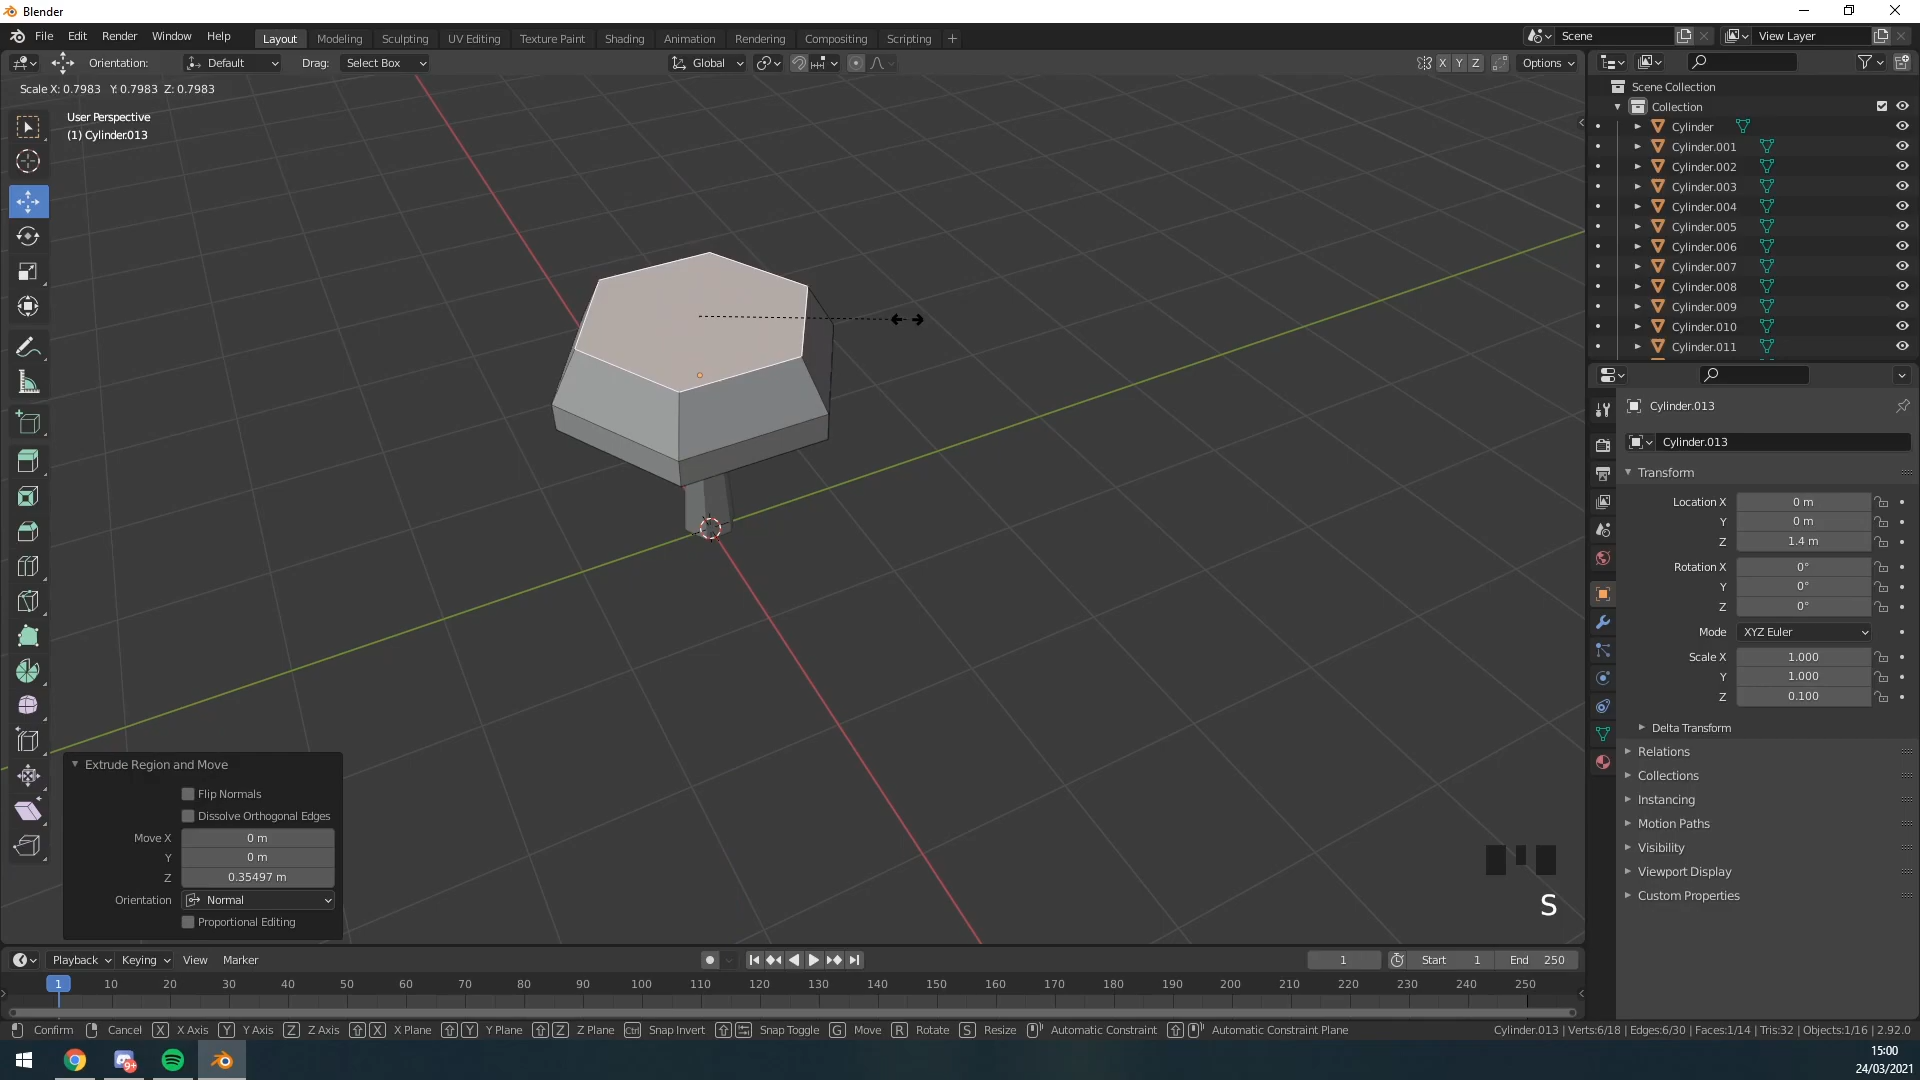 Blender
File Edit Render Window Help Layout Modeling Sculpting UV Editing Texture Paint Shading Animation Rendering Compositing Scripting + Scene View Layer
Orientation: Default Drag: Select Box Global X Y Z Options
Scale X: 0.7983 Y: 0.7983 Z: 0.7983
User Perspective
(1) Cylinder.013
Scene Collection
Collection
Cylinder
Cylinder.001
Cylinder.002
Cylinder.003
Cylinder.004
Cylinder.005
Cylinder.006
Cylinder.007
Cylinder.008
Cylinder.009
Cylinder.010
Cylinder.011
Cylinder.013
Cylinder.013
Transform
Location X 0 m
Y 0 m
Z 1.4 m
Rotation X 0°
Y 0°
Z 0°
Mode XYZ Euler
Scale X 1.000
Y 1.000
Z 0.100
Delta Transform
Relations
Collections
Instancing
Motion Paths
Visibility
Viewport Display
Custom Properties
Extrude Region and Move
Flip Normals
Dissolve Orthogonal Edges
Move X 0 m
Y 0 m
Z 0.35497 m
Orientation Normal
Proportional Editing
S
Playback Keying View Marker 1 Start 1 End 250
1 10 20 30 40 50 60 70 80 90 100 110 120 130 140 150 160 170 180 190 200 210 220 230 240 250
Confirm Cancel X X Axis Y Y Axis Z Z Axis X X Plane Y Y Plane Z Z Plane Ctrl Snap Invert Snap Toggle G Move R Rotate S Resize Automatic Constraint Automatic Constraint Plane Cylinder.013 | Verts:6/18 | Edges:6/30 | Faces:1/14 | Tris:32 | Objects:1/16 | 2.92.0
9+
15:00
24/03/2021